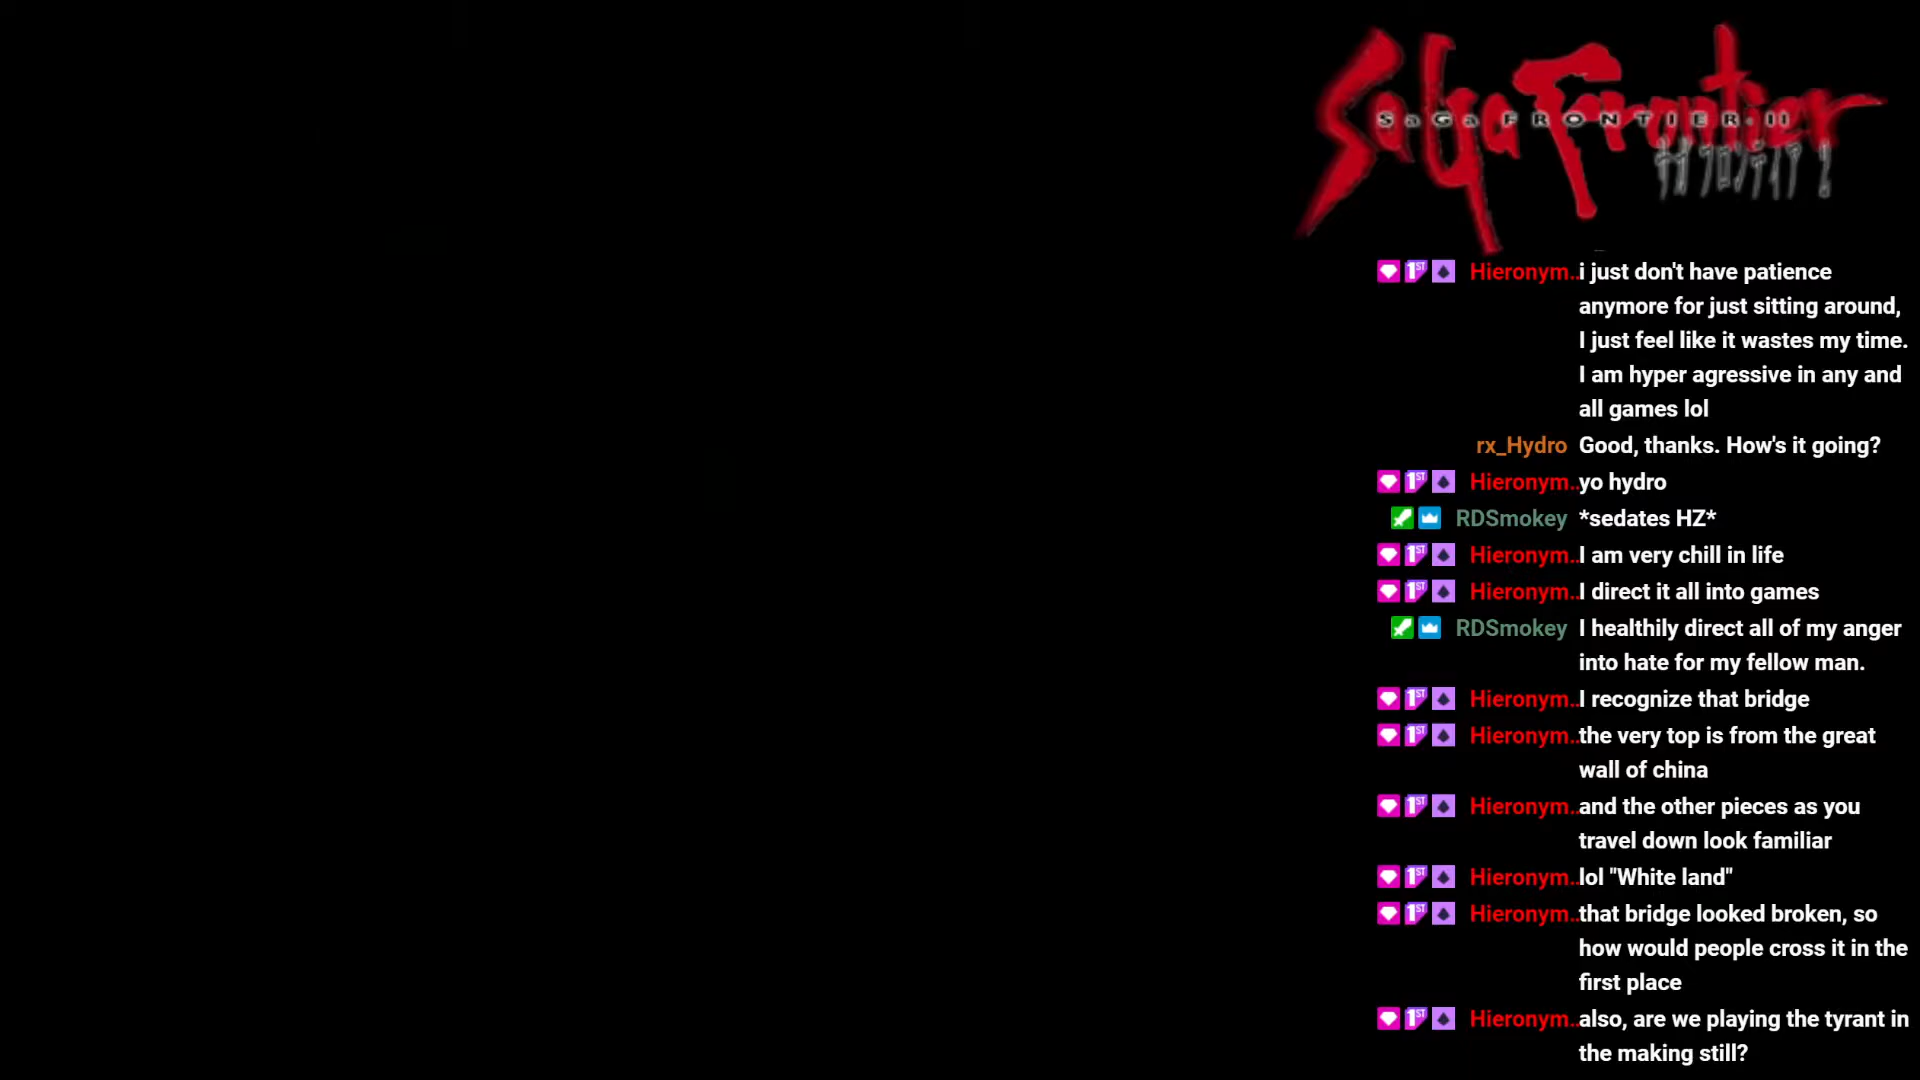 SaGa Frontier
SaGa FRONTIER II
Hieronym..i just don't have patience
anymore for just sitting around,
I just feel like it wastes my time.
I am hyper agressive in any and
all games lol
rx_Hydro Good, thanks. How's it going?
Hieronym..yo hydro
RDSmokey *sedates HZ*
Hieronym..I am very chill in life
Hieronym..I direct it all into games
RDSmokey I healthily direct all of my anger
into hate for my fellow man.
Hieronym..I recognize that bridge
Hieronym..the very top is from the great
wall of china
Hieronym..and the other pieces as you
travel down look familiar
Hieronym..lol "White land"
Hieronym..that bridge looked broken, so
how would people cross it in the
first place
Hieronym..also, are we playing the tyrant in
the making still?